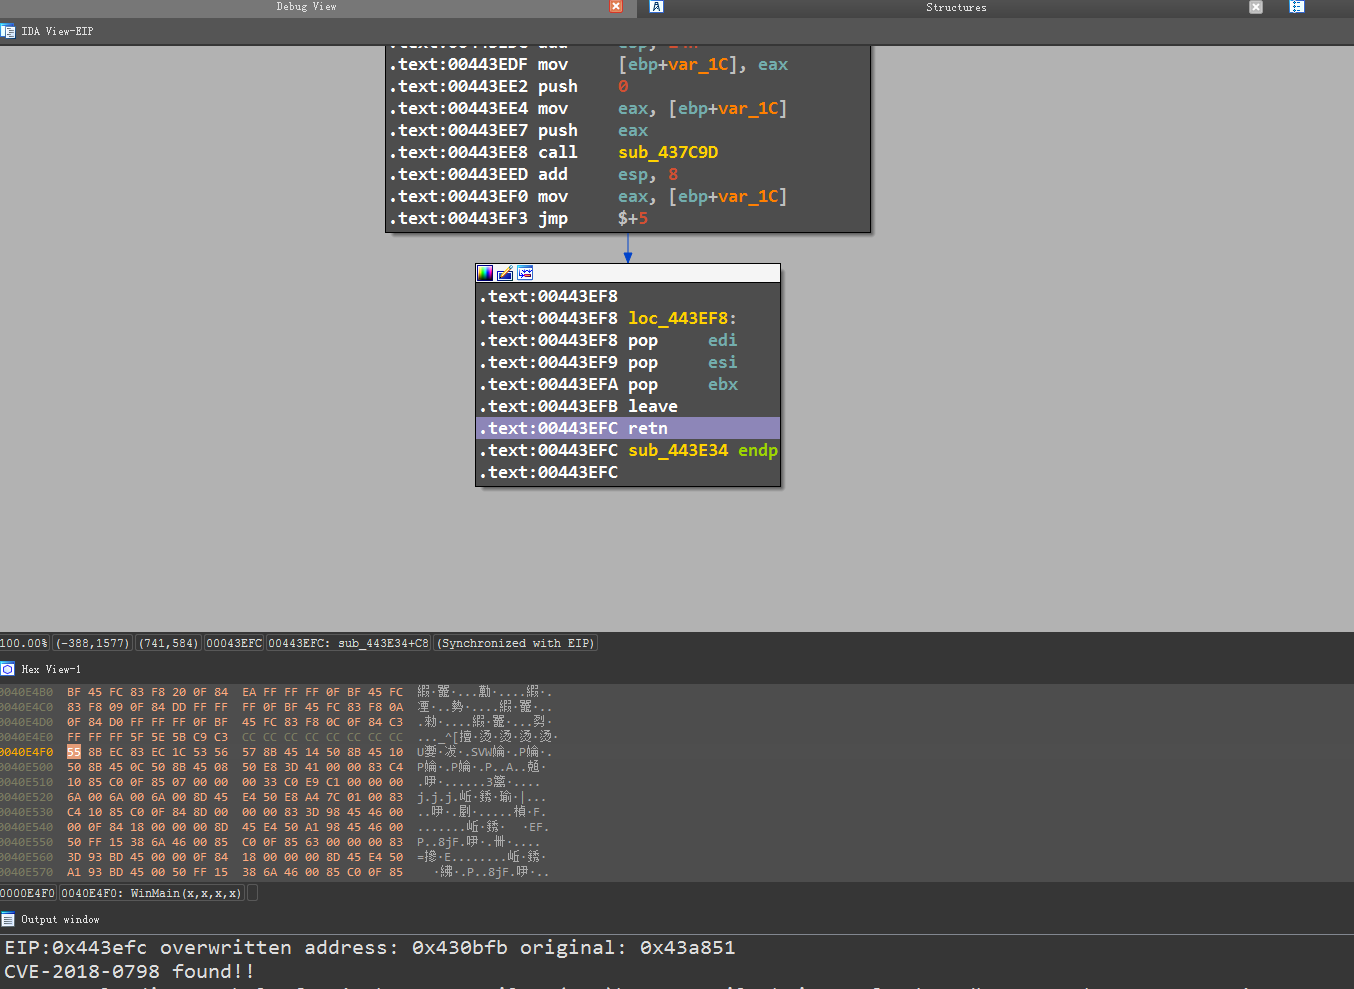 Debug View
Structures
IDA View-EIP
.text:00443EDF mov [ebp+var_1C], eax
.text:00443EE2 push 0
.text:00443EE4 mov eax, [ebp+var_1C]
.text:00443EE7 push eax
.text:00443EE8 call sub_437C9D
.text:00443EED add esp, 8
.text:00443EF0 mov eax, [ebp+var_1C]
.text:00443EF3 jmp $+5
.text:00443EF8
.text:00443EF8 loc_443EF8:
.text:00443EF8 pop edi
.text:00443EF9 pop esi
.text:00443EFA pop ebx
.text:00443EFB leave
.text:00443EFC retn
.text:00443EFC sub_443E34 endp
.text:00443EFC
100.00% (-388,1577) (741,584) 00043EFC 00443EFC: sub_443E34+C8 (Synchronized with EIP)
Hex View-1
0040E4B0 BF 45 FC 83 F8 20 0F 84 EA FF FF FF 0F BF 45 FC
0040E4C0 83 F8 09 0F 84 DD FF FF FF 0F BF 45 FC 83 F8 0A
0040E4D0 0F 84 D0 FF FF FF 0F BF 45 FC 83 F8 0C 0F 84 C3
0040E4E0 FF FF FF 5F 5E 5B C9 C3 CC CC CC CC CC CC CC CC
0040E4F0 55 8B EC 83 EC 1C 53 56 57 8B 45 14 50 8B 45 10
0040E500 50 8B 45 0C 50 8B 45 08 50 E8 3D 41 00 00 83 C4
0040E510 10 85 C0 0F 85 07 00 00 00 33 C0 E9 C1 00 00 00
0040E520 6A 00 6A 00 6A 00 8D 45 E4 50 E8 A4 7C 01 00 83
0040E530 C4 10 85 C0 0F 84 8D 00 00 00 83 3D 98 45 46 00
0040E540 00 0F 84 18 00 00 00 8D 45 E4 50 A1 98 45 46 00
0040E550 50 FF 15 38 6A 46 00 85 C0 0F 85 63 00 00 00 83
0040E560 3D 93 BD 45 00 00 0F 84 18 00 00 00 8D 45 E4 50
0040E570 A1 93 BD 45 00 50 FF 15 38 6A 46 00 85 C0 0F 85
0000E4F0 0040E4F0: WinMain(x,x,x,x)
Output window
EIP:0x443efc overwritten address: 0x430bfb original: 0x43a851
CVE-2018-0798 found!!